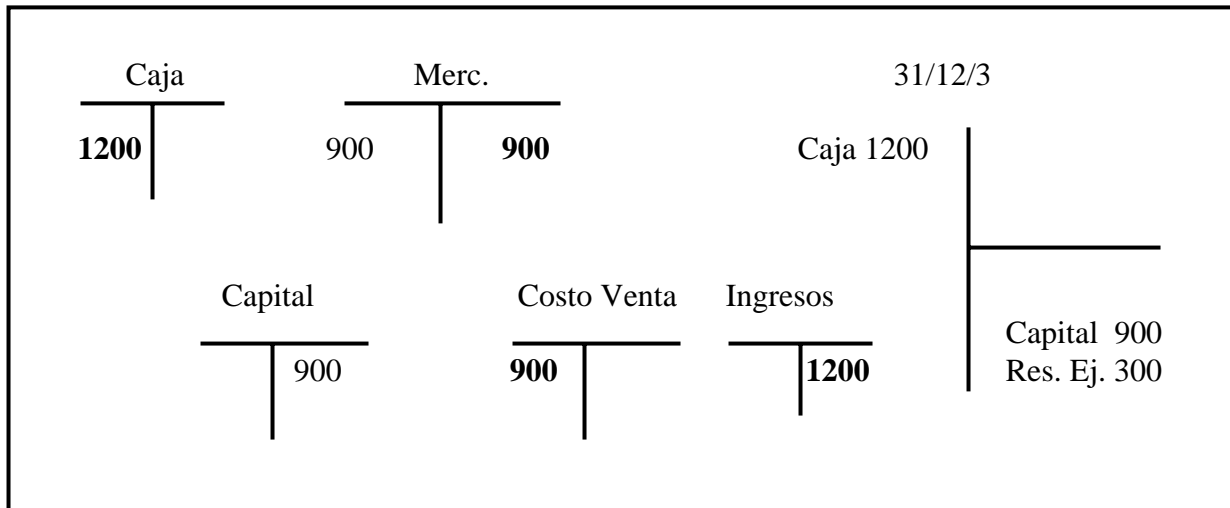 Caja Merc. 31/12/3
1200 900 900 Caja 1200
Capital Costo Venta Ingresos
Capital 900
900 900 1200 Res. Ej. 300